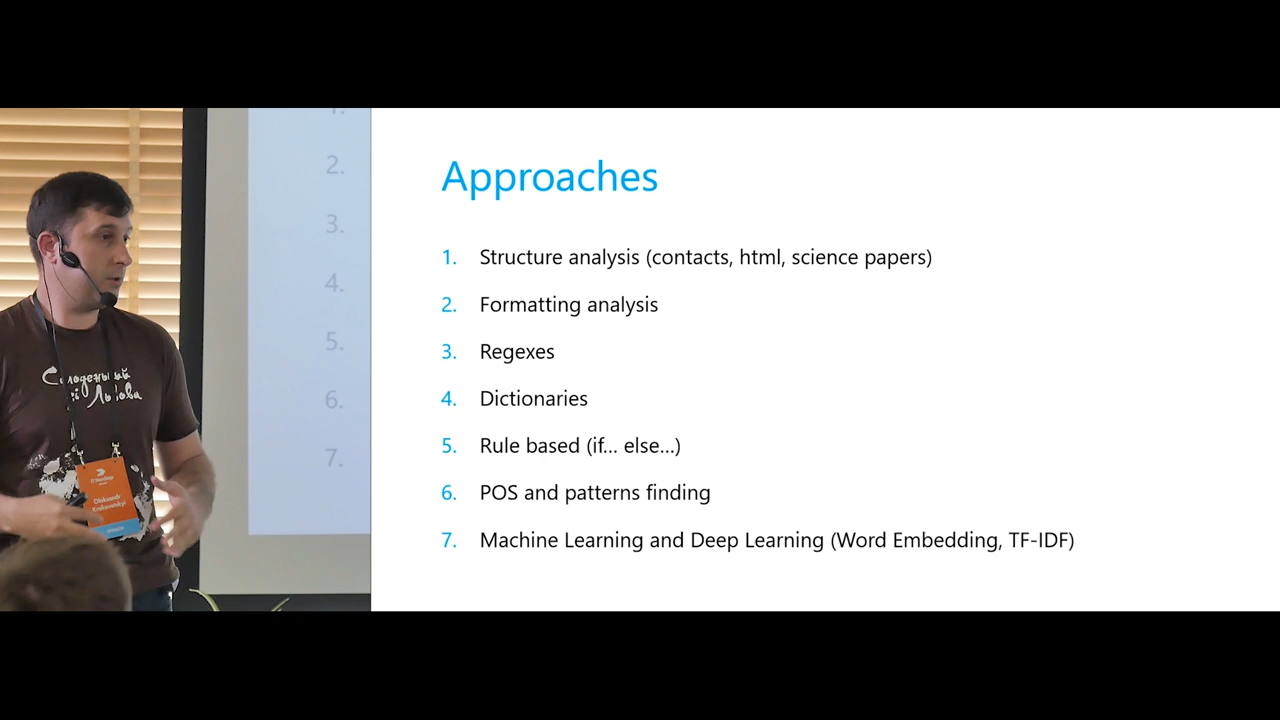 Approaches
1. Structure analysis (contacts, html, science papers)
2. Formatting analysis
3. Regexes
4. Dictionaries
5. Rule based (if... else...)
6. POS and patterns finding
7. Machine Learning and Deep Learning (Word Embedding, TF-IDF)
2.
3.
4.
5.
6.
7.
Oleksandr
Krakovetskyi